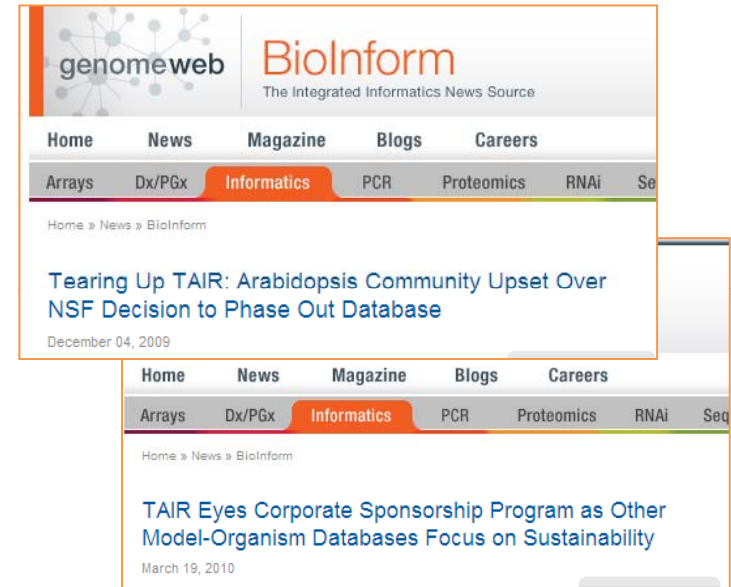 genomeweb
BioInform
The Integrated Informatics News Source
Home News Magazine Blogs Careers
Arrays Dx/PGx Informatics PCR Proteomics RNAi Se
Home » News » BioInform
Tearing Up TAIR: Arabidopsis Community Upset Over
NSF Decision to Phase Out Database
December 04, 2009
Home News Magazine Blogs Careers
Arrays Dx/PGx Informatics PCR Proteomics RNAi Seq
Home » News » BioInform
TAIR Eyes Corporate Sponsorship Program as Other
Model-Organism Databases Focus on Sustainability
March 19, 2010